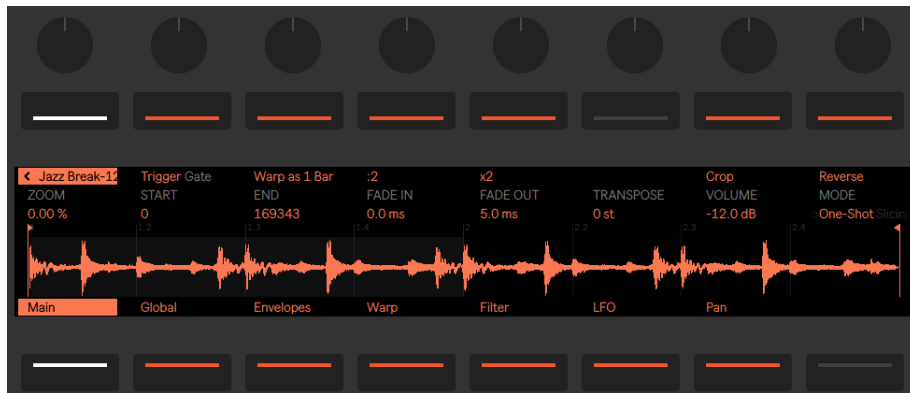 < Jazz Break-12 Trigger Gate Warp as 1 Bar :2 x2 Crop Reverse
ZOOM START END FADE IN FADE OUT TRANSPOSE VOLUME MODE
0.00 % 0 169343 0.0 ms 5.0 ms 0 st -12.0 dB One-Shot Slicin
1.2 1.3 1.4 2 2.2 2.3 2.4
Main Global Envelopes Warp Filter LFO Pan